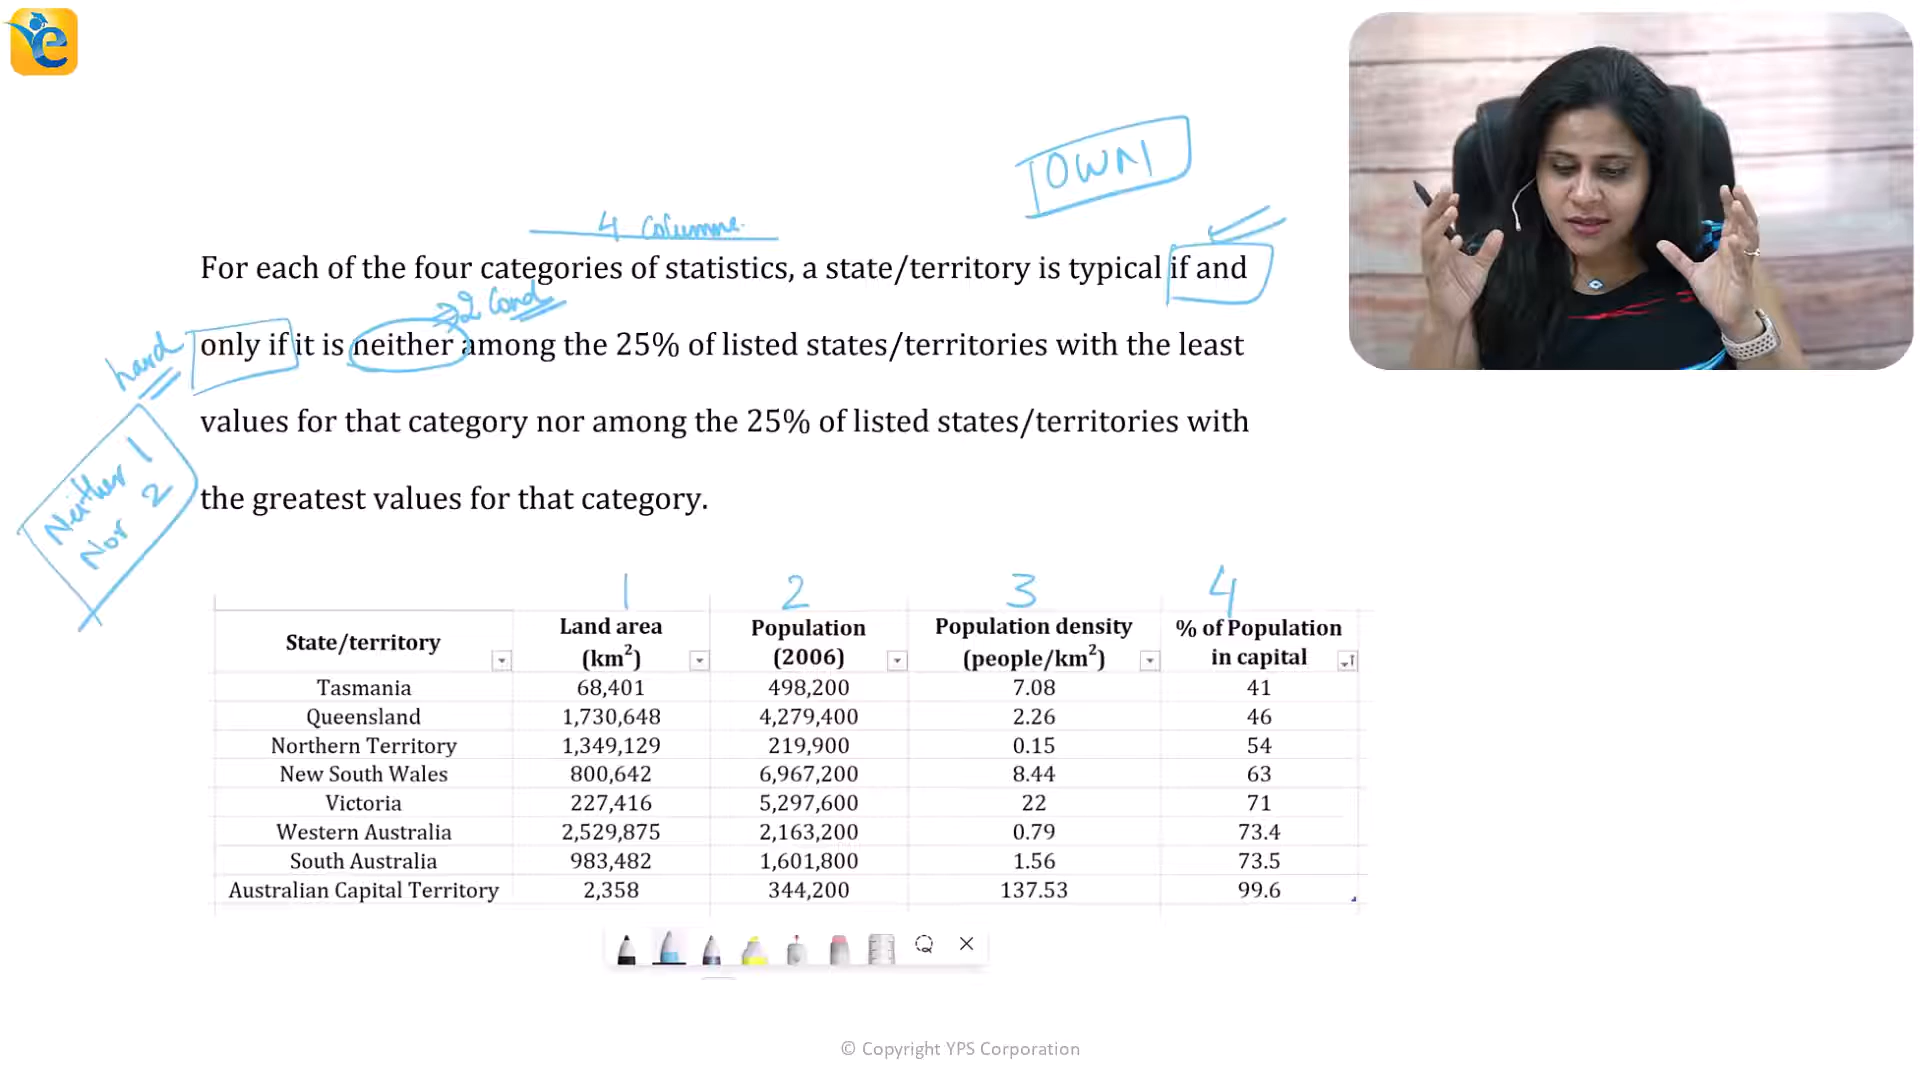 e
OWN
4 Columns
For each of the four categories of statistics, a state/territory is typical if and
⇒ 2 Cond
only if it is neither among the 25% of listed states/territories with the least
hard
values for that category nor among the 25% of listed states/territories with
Neither 1
Nor 2
the greatest values for that category.
1 2 3 4
State/territory Land area (km²) Population (2006) Population density (people/km²) % of Population in capital
Tasmania 68,401 498,200 7.08 41
Queensland 1,730,648 4,279,400 2.26 46
Northern Territory 1,349,129 219,900 0.15 54
New South Wales 800,642 6,967,200 8.44 63
Victoria 227,416 5,297,600 22 71
Western Australia 2,529,875 2,163,200 0.79 73.4
South Australia 983,482 1,601,800 1.56 73.5
Australian Capital Territory 2,358 344,200 137.53 99.6
© Copyright YPS Corporation